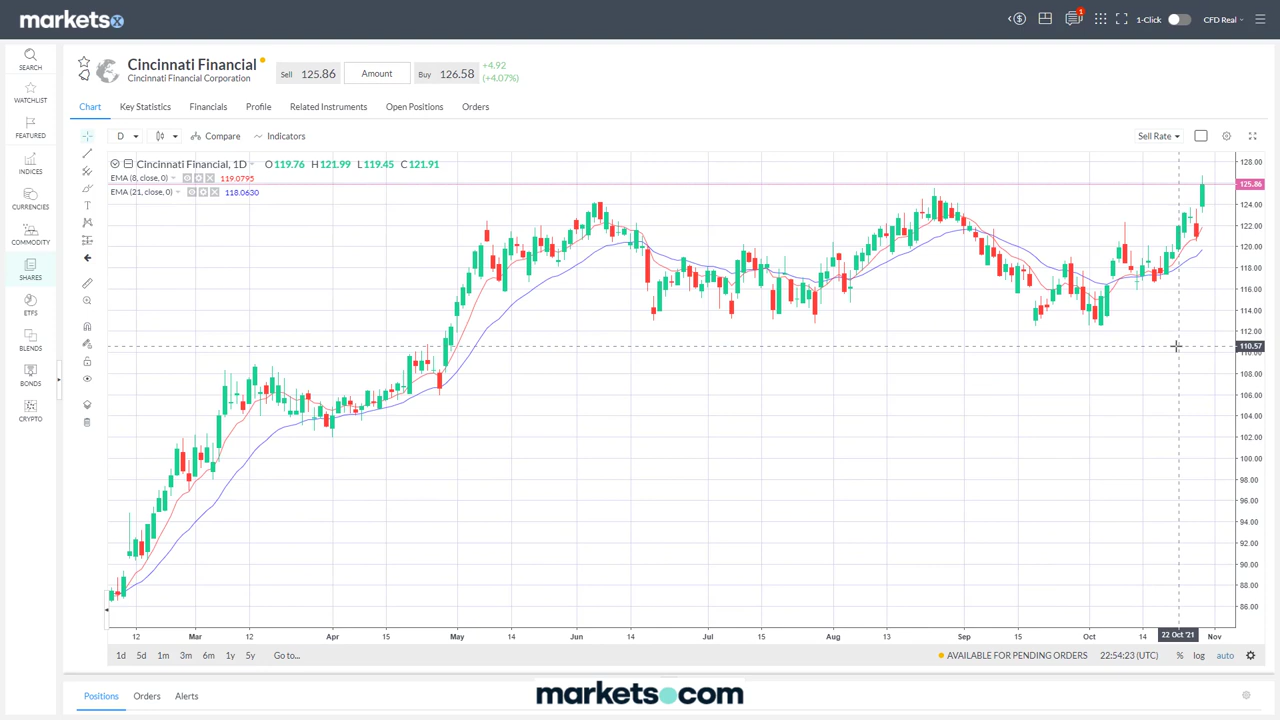 marketsx
1
1-Click
CFD Real
SEARCH
WATCHLIST
FEATURED
INDICES
CURRENCIES
COMMODITY
SHARES
ETFS
BLENDS
BONDS
CRYPTO
Cincinnati Financial
Cincinnati Financial Corporation
Sell 125.86
Amount
Buy 126.58
+4.92
(+4.07%)
Chart Key Statistics Financials Profile Related Instruments Open Positions Orders
D Compare Indicators Sell Rate
Cincinnati Financial, 1D O119.76 H121.99 L119.45 C121.91
EMA (8, close, 0) 119.0795
EMA (21, close, 0) 118.0630
128.00
125.86
124.00
122.00
120.00
118.00
116.00
114.00
112.00
110.57
110.00
108.00
106.00
104.00
102.00
100.00
98.00
96.00
94.00
92.00
90.00
88.00
86.00
12 Mar 12 Apr 15 May 14 Jun 14 Jul 15 Aug 13 Sep 15 Oct 14 22 Oct '21 Nov
1d 5d 1m 3m 6m 1y 5y Go to... AVAILABLE FOR PENDING ORDERS 22:54:23 (UTC) % log auto
Positions Orders Alerts
markets.com